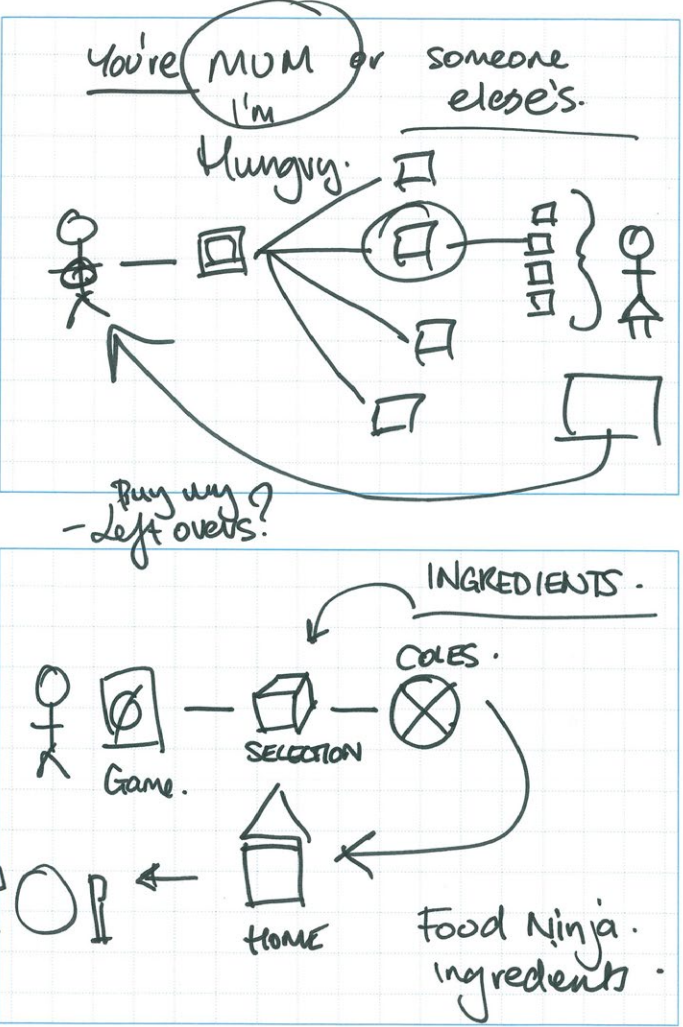 You're MUM or someone
I'm elese's.
Hungry.
Buy my
- Left overs?
INGREDIENTS.
COLES.
SELECTION
Game.
HOME
Food Ninja.
ingredients.